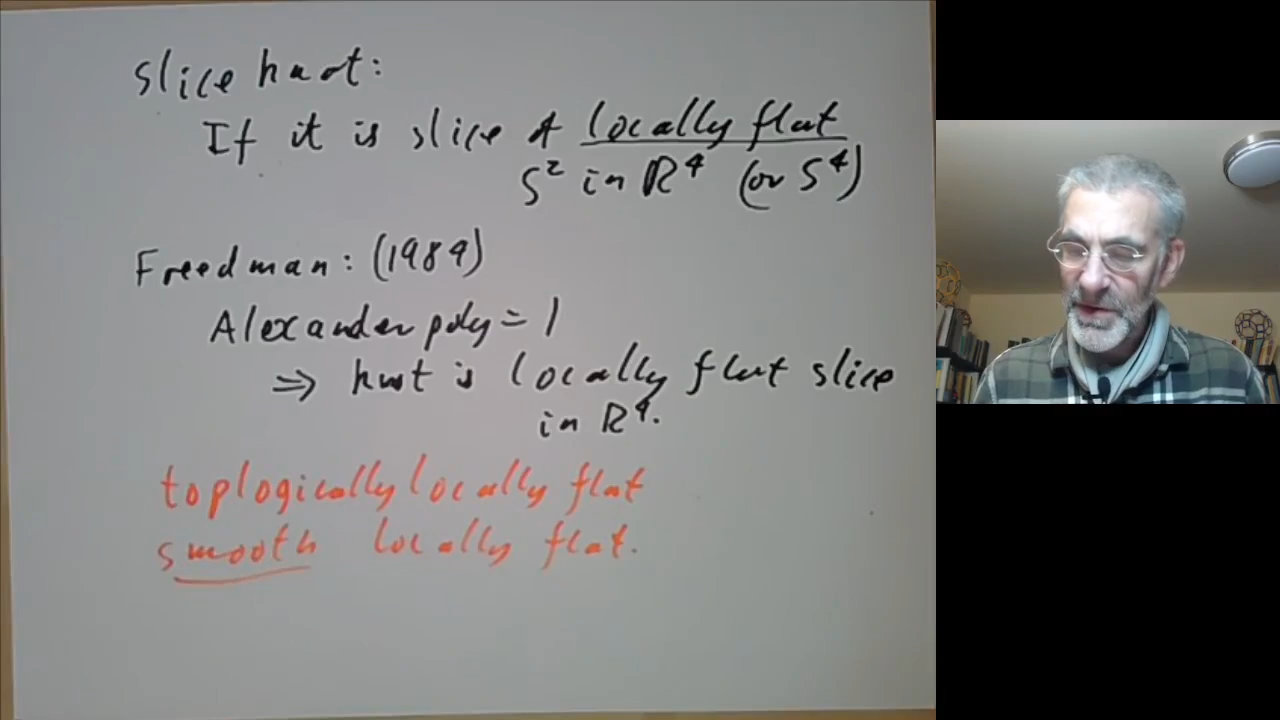 slice knot:
If it is slice of locally flat
S² in R⁴ (or S⁴)
Freedman: (1984)
Alexander poly = 1
⇒ knot is locally flat slice
in R⁴.
toplogically locally flat
smooth locally flat.